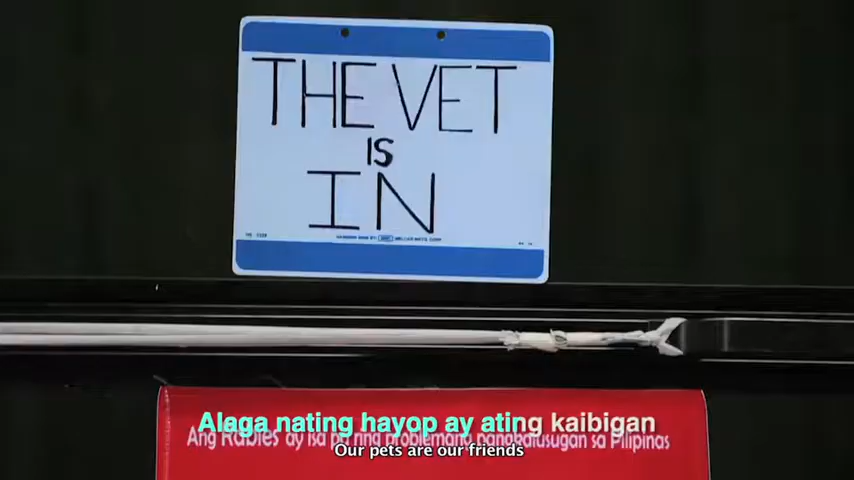 THE VET
IS
IN
Alaga nating hayop ay ating kaibigan
Ang Rabies ay isa pa ring problemang pangkalusugan sa Pilipinas
Our pets are our friends